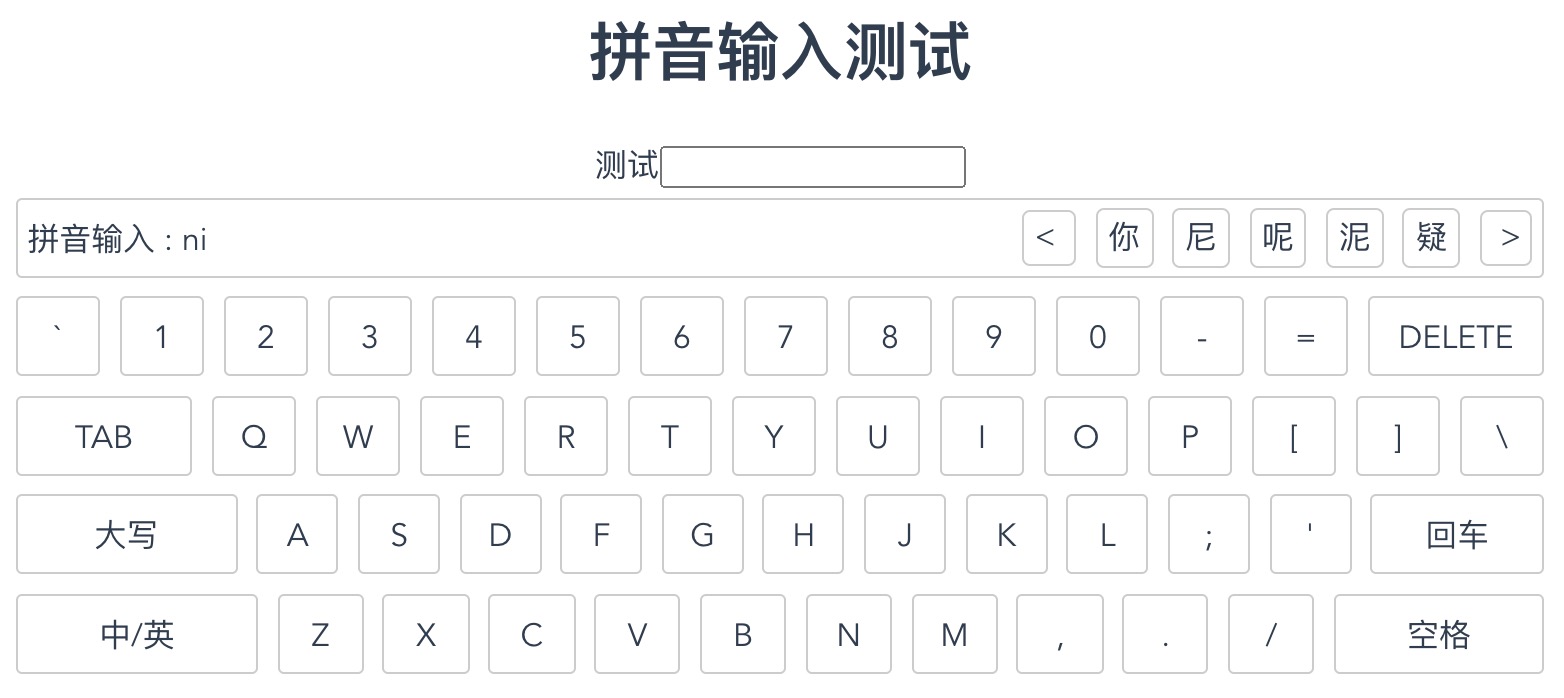 拼音输入测试
测试
拼音输入 : ni < 你 尼 呢 泥 疑 >
` 1 2 3 4 5 6 7 8 9 0 - = DELETE
TAB Q W E R T Y U I O P [ ] \
大写 A S D F G H J K L ; ' 回车
中/英 Z X C V B N M , . / 空格